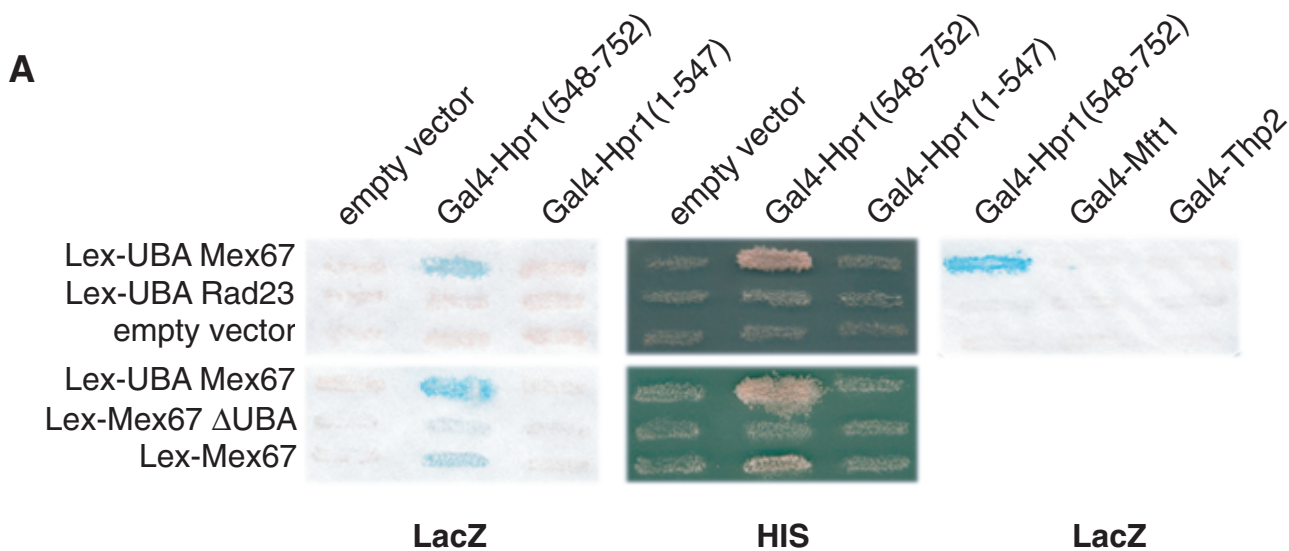 A
empty vector
Gal4-Hpr1(548-752)
Gal4-Hpr1(1-547)
empty vector
Gal4-Hpr1(548-752)
Gal4-Hpr1(1-547)
Gal4-Hpr1(548-752)
Gal4-Mft1
Gal4-Thp2
Lex-UBA Mex67
Lex-UBA Rad23
empty vector
Lex-UBA Mex67
Lex-Mex67 ΔUBA
Lex-Mex67
LacZ HIS LacZ